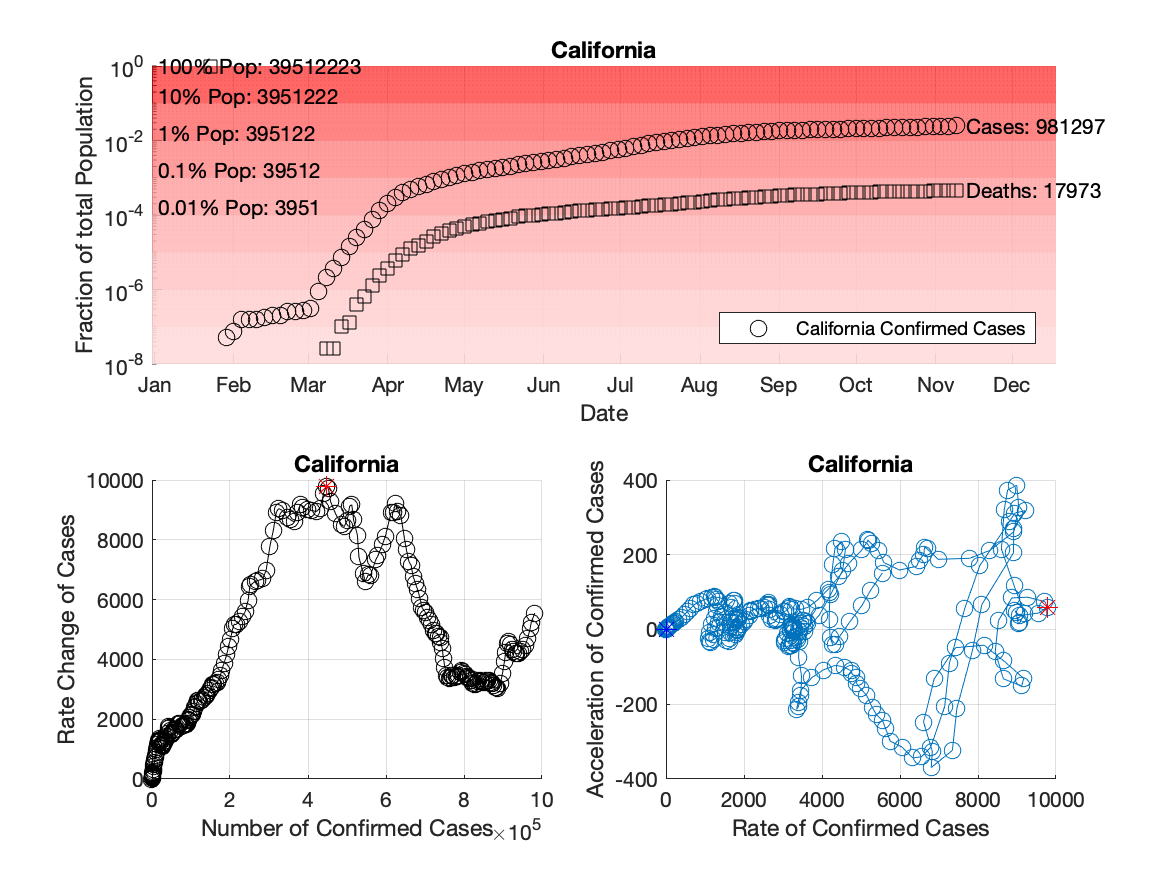 California
10^0
10^-2
10^-4
10^-6
10^-8
Fraction of total Population
100% Pop: 39512223
10% Pop: 3951222
1% Pop: 395122
0.1% Pop: 39512
0.01% Pop: 3951
Cases: 981297
Deaths: 17973
California Confirmed Cases
Jan Feb Mar Apr May Jun Jul Aug Sep Oct Nov Dec
Date
California
10000
8000
6000
4000
2000
0
Rate Change of Cases
0 2 4 6 8 10
Number of Confirmed Cases ×10^5
California
400
200
0
-200
-400
Acceleration of Confirmed Cases
0 2000 4000 6000 8000 10000
Rate of Confirmed Cases